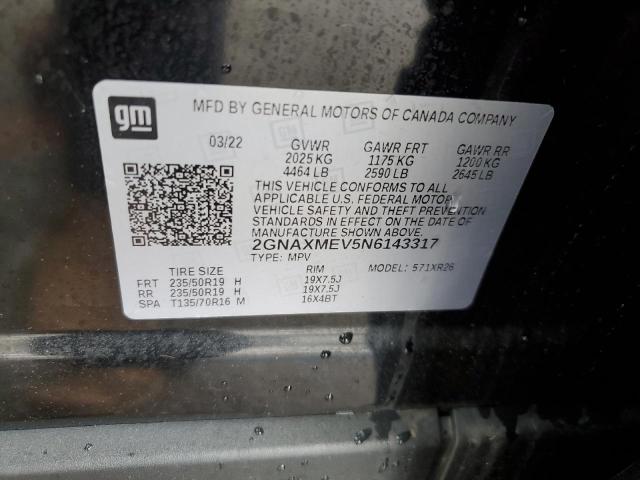 gm
MFD BY GENERAL MOTORS OF CANADA COMPANY
03/22 GVWR GAWR FRT GAWR RR
2025 KG 1175 KG 1200 KG
4464 LB 2590 LB 2645 LB
THIS VEHICLE CONFORMS TO ALL
APPLICABLE U.S. FEDERAL MOTOR
VEHICLE SAFETY AND THEFT PREVENTION
STANDARDS IN EFFECT ON THE DATE OF
MANUFACTURE SHOWN ABOVE.
2GNAXMEV5N6143317
TYPE: MPV MODEL: 571XR26
TIRE SIZE RIM
FRT 235/50R19 H 19X7.5J
RR 235/50R19 H 19X7.5J
SPA T135/70R16 M 16X4BT